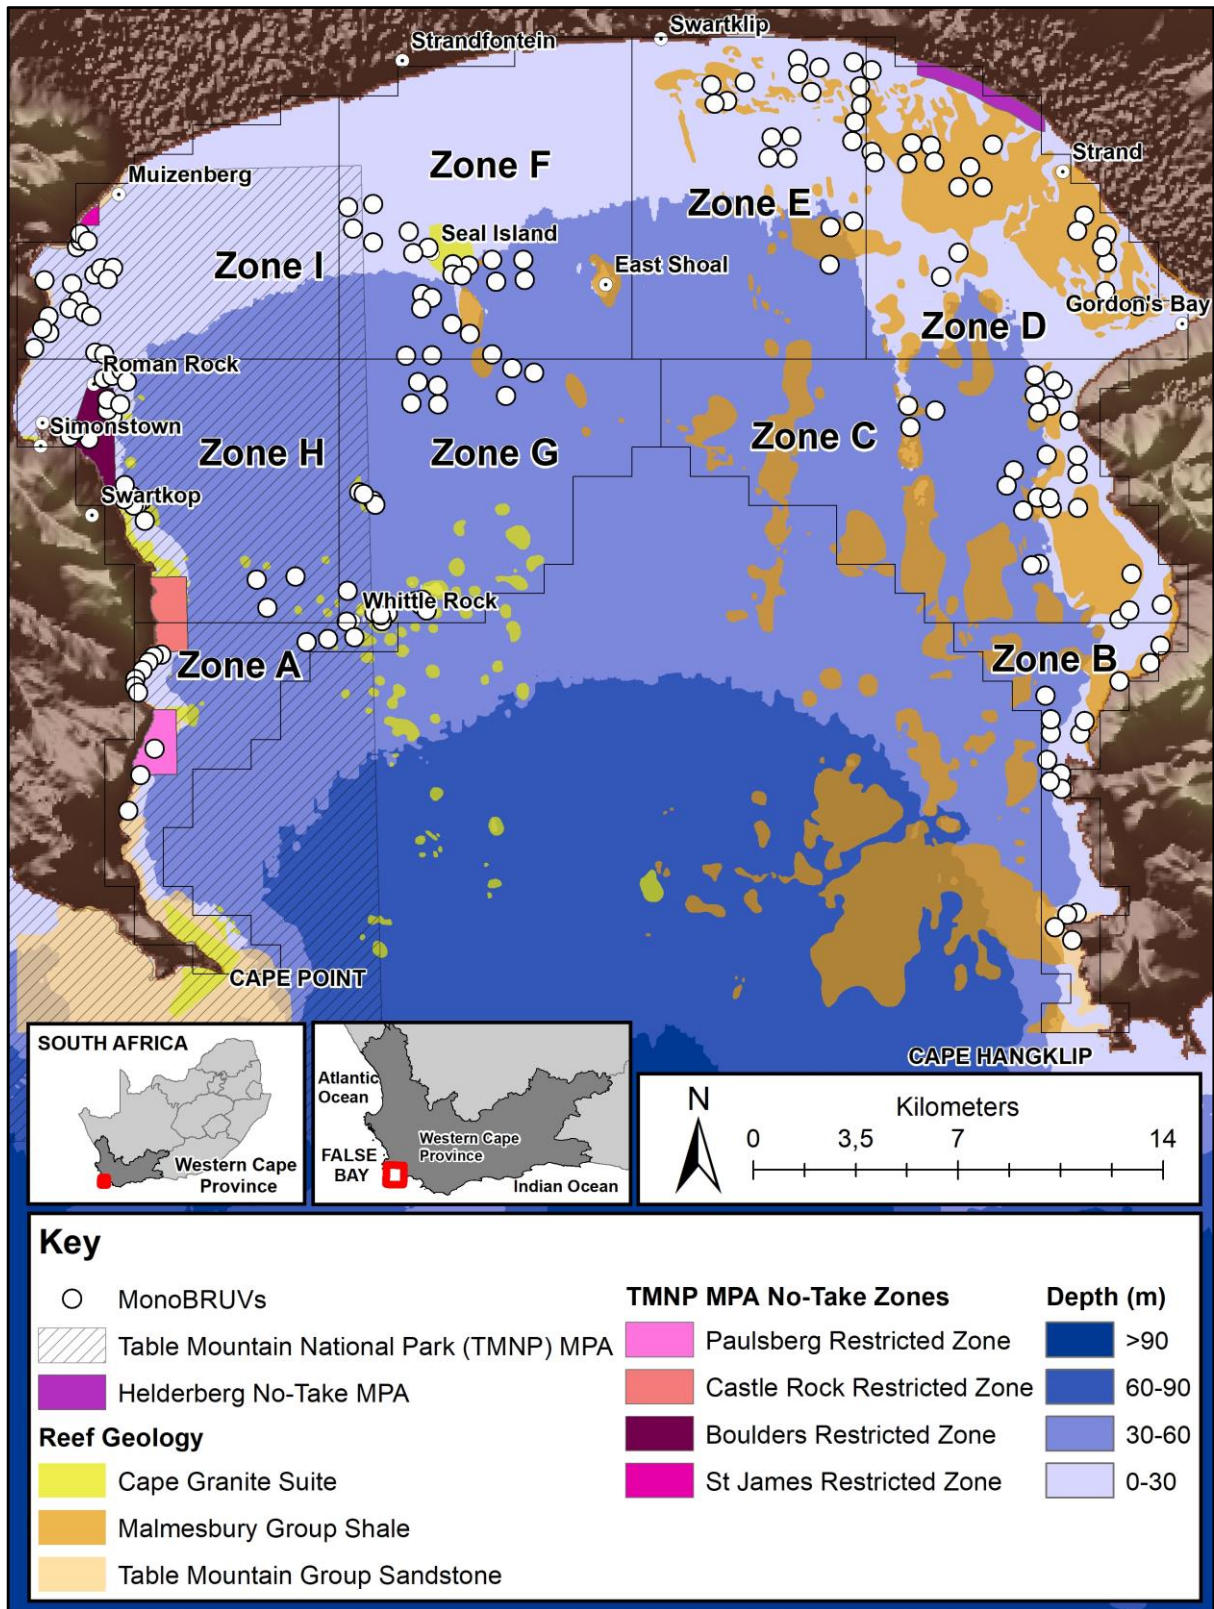 Swartklip
Strandfontein
Zone F
Strand
Muizenberg
Zone E
Seal Island
Zone I
East Shoal
Gordon's Bay
Zone D
Roman Rock
Simonstown
Zone H
Zone G
Zone C
Swartkop
Whittle Rock
Zone A
Zone B
CAPE POINT
CAPE HANGKLIP
SOUTH AFRICA
Western Cape
Province
Atlantic
Ocean
Western Cape
Province
FALSE
BAY
Indian Ocean
N
Kilometers
0 3,5 7 14
Key
MonoBRUVs
Table Mountain National Park (TMNP) MPA
Helderberg No-Take MPA
Reef Geology
Cape Granite Suite
Malmesbury Group Shale
Table Mountain Group Sandstone
TMNP MPA No-Take Zones
Paulsberg Restricted Zone
Castle Rock Restricted Zone
Boulders Restricted Zone
St James Restricted Zone
Depth (m)
>90
60-90
30-60
0-30